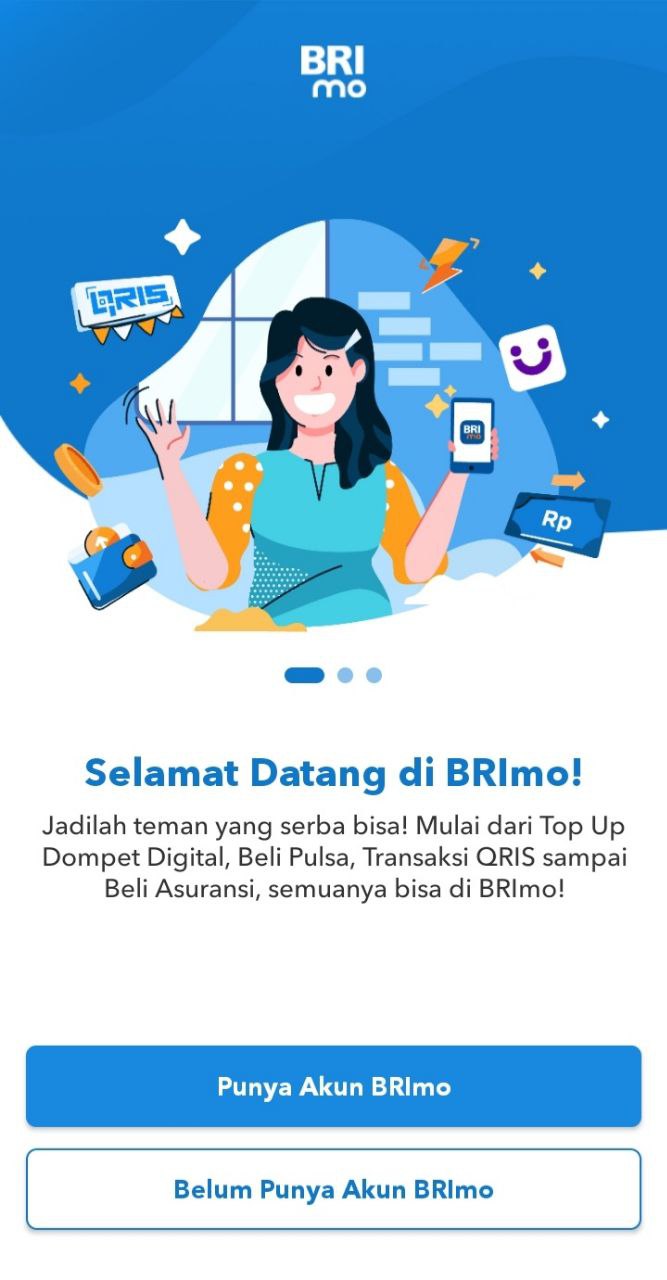 BRI
mo
QRIS
BRI
mo
Rp
Selamat Datang di BRImo!
Jadilah teman yang serba bisa! Mulai dari Top Up
Dompet Digital, Beli Pulsa, Transaksi QRIS sampai
Beli Asuransi, semuanya bisa di BRImo!
Punya Akun BRImo
Belum Punya Akun BRImo